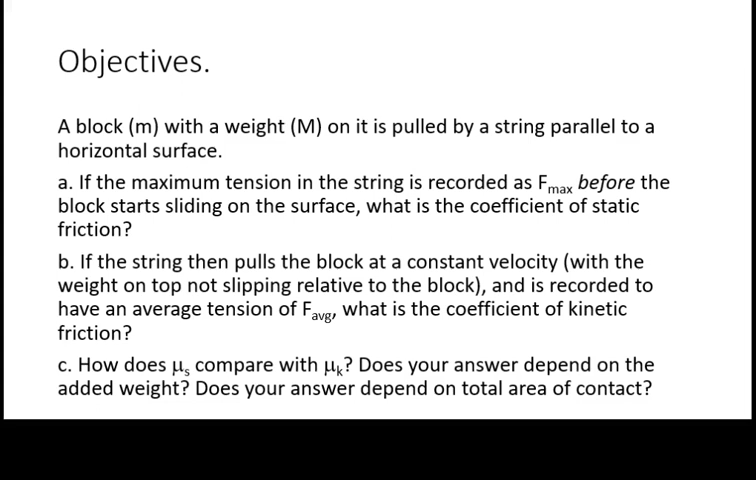 Objectives.
A block (m) with a weight (M) on it is pulled by a string parallel to a
horizontal surface.
a. If the maximum tension in the string is recorded as Fmax before the
block starts sliding on the surface, what is the coefficient of static
friction?
b. If the string then pulls the block at a constant velocity (with the
weight on top not slipping relative to the block), and is recorded to
have an average tension of Favg, what is the coefficient of kinetic
friction?
c. How does μs compare with μk? Does your answer depend on the
added weight? Does your answer depend on total area of contact?